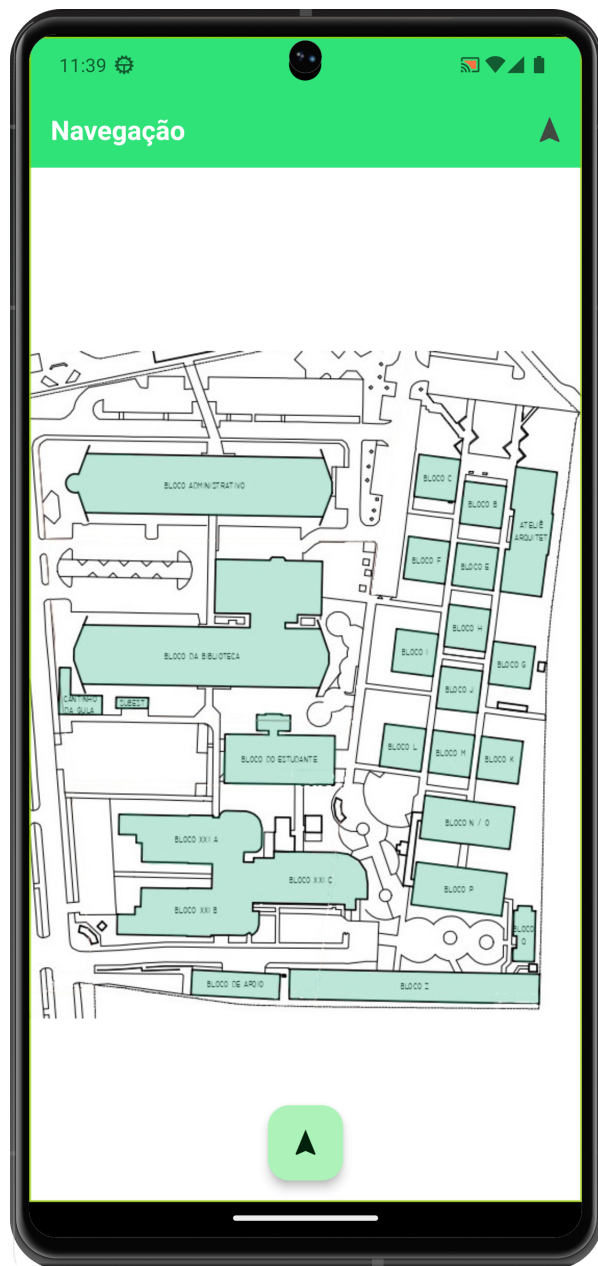 11:39
Navegação
BLOCO C
BLOCO ADMINISTRATIVO
BLOCO B
ATELIÊ
ARQUITET
BLOCO F
BLOCO E
BLOCO H
BLOCO I
BLOCO DA BIBLIOTECA
BLOCO G
BLOCO J
CANTINHO
DA GULA
SUBEST
BLOCO L
BLOCO M
BLOCO K
BLOCO DO ESTUDANTE
BLOCO N / O
BLOCO XXI A
BLOCO XXI C
BLOCO P
BLOCO XXI B
BLOCO
Q
BLOCO DE APOIO
BLOCO Z